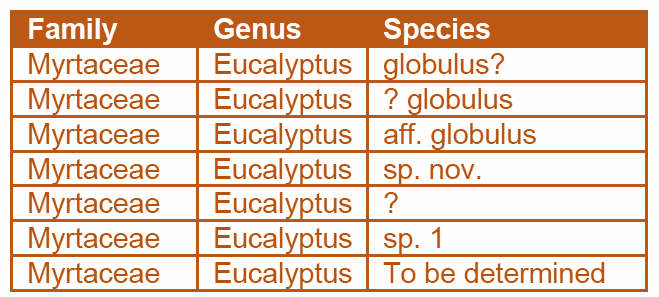 Family Genus Species
Myrtaceae Eucalyptus globulus?
Myrtaceae Eucalyptus ? globulus
Myrtaceae Eucalyptus aff. globulus
Myrtaceae Eucalyptus sp. nov.
Myrtaceae Eucalyptus ?
Myrtaceae Eucalyptus sp. 1
Myrtaceae Eucalyptus To be determined